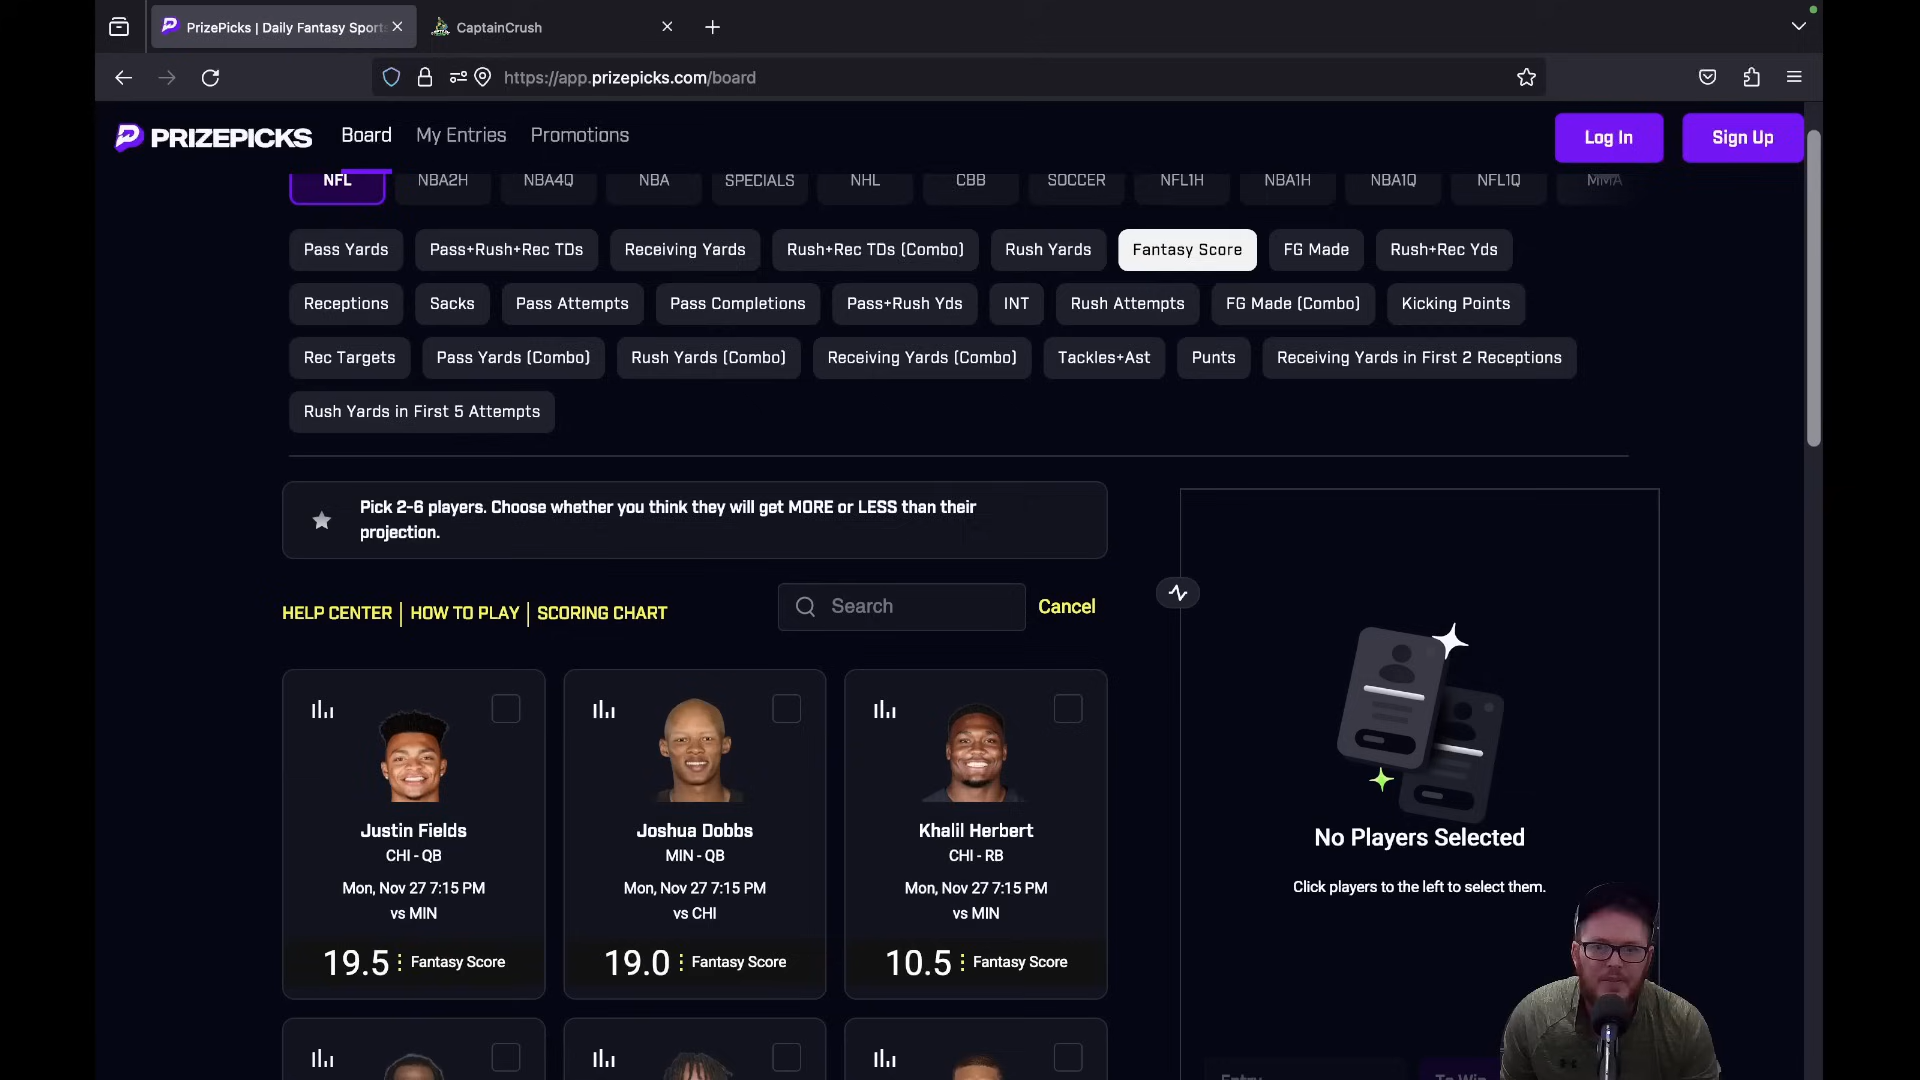 PrizePicks | Daily Fantasy Sport
CaptainCrush
https://app.prizepicks.com/board
PRIZEPICKS
Board
My Entries
Promotions
Log In
Sign Up
NFL
NBA2H
NBA4Q
NBA
SPECIALS
NHL
CBB
SOCCER
NFL1H
NBA1H
NBA1Q
NFL1Q
MMA
Pass Yards
Pass+Rush+Rec TDs
Receiving Yards
Rush+Rec TDs (Combo)
Rush Yards
Fantasy Score
FG Made
Rush+Rec Yds
Receptions
Sacks
Pass Attempts
Pass Completions
Pass+Rush Yds
INT
Rush Attempts
FG Made (Combo)
Kicking Points
Rec Targets
Pass Yards (Combo)
Rush Yards (Combo)
Receiving Yards (Combo)
Tackles+Ast
Punts
Receiving Yards in First 2 Receptions
Rush Yards in First 5 Attempts
Pick 2-6 players. Choose whether you think they will get MORE or LESS than their
projection.
HELP CENTER
HOW TO PLAY
SCORING CHART
Search
Cancel
Justin Fields
CHI - QB
Mon, Nov 27 7:15 PM
vs MIN
19.5
Fantasy Score
Joshua Dobbs
MIN - QB
Mon, Nov 27 7:15 PM
vs CHI
19.0
Fantasy Score
Khalil Herbert
CHI - RB
Mon, Nov 27 7:15 PM
vs MIN
10.5
Fantasy Score
No Players Selected
Click players to the left to select them.
Entry
To Win